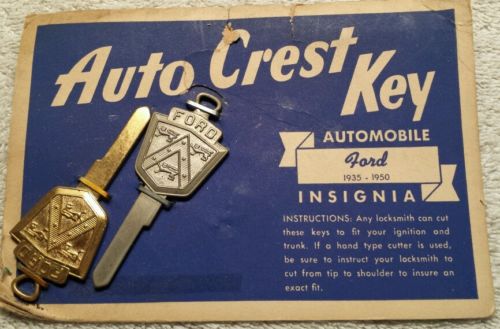 Auto Crest
Key
FORD
FORD
AUTOMOBILE
Ford
1935 - 1950
INSIGNIA
INSTRUCTIONS: Any locksmith can cut
these keys to fit your ignition and
trunk. If a hand type cutter is used,
be sure to instruct your locksmith to
cut from tip to shoulder to insure an
exact fit.